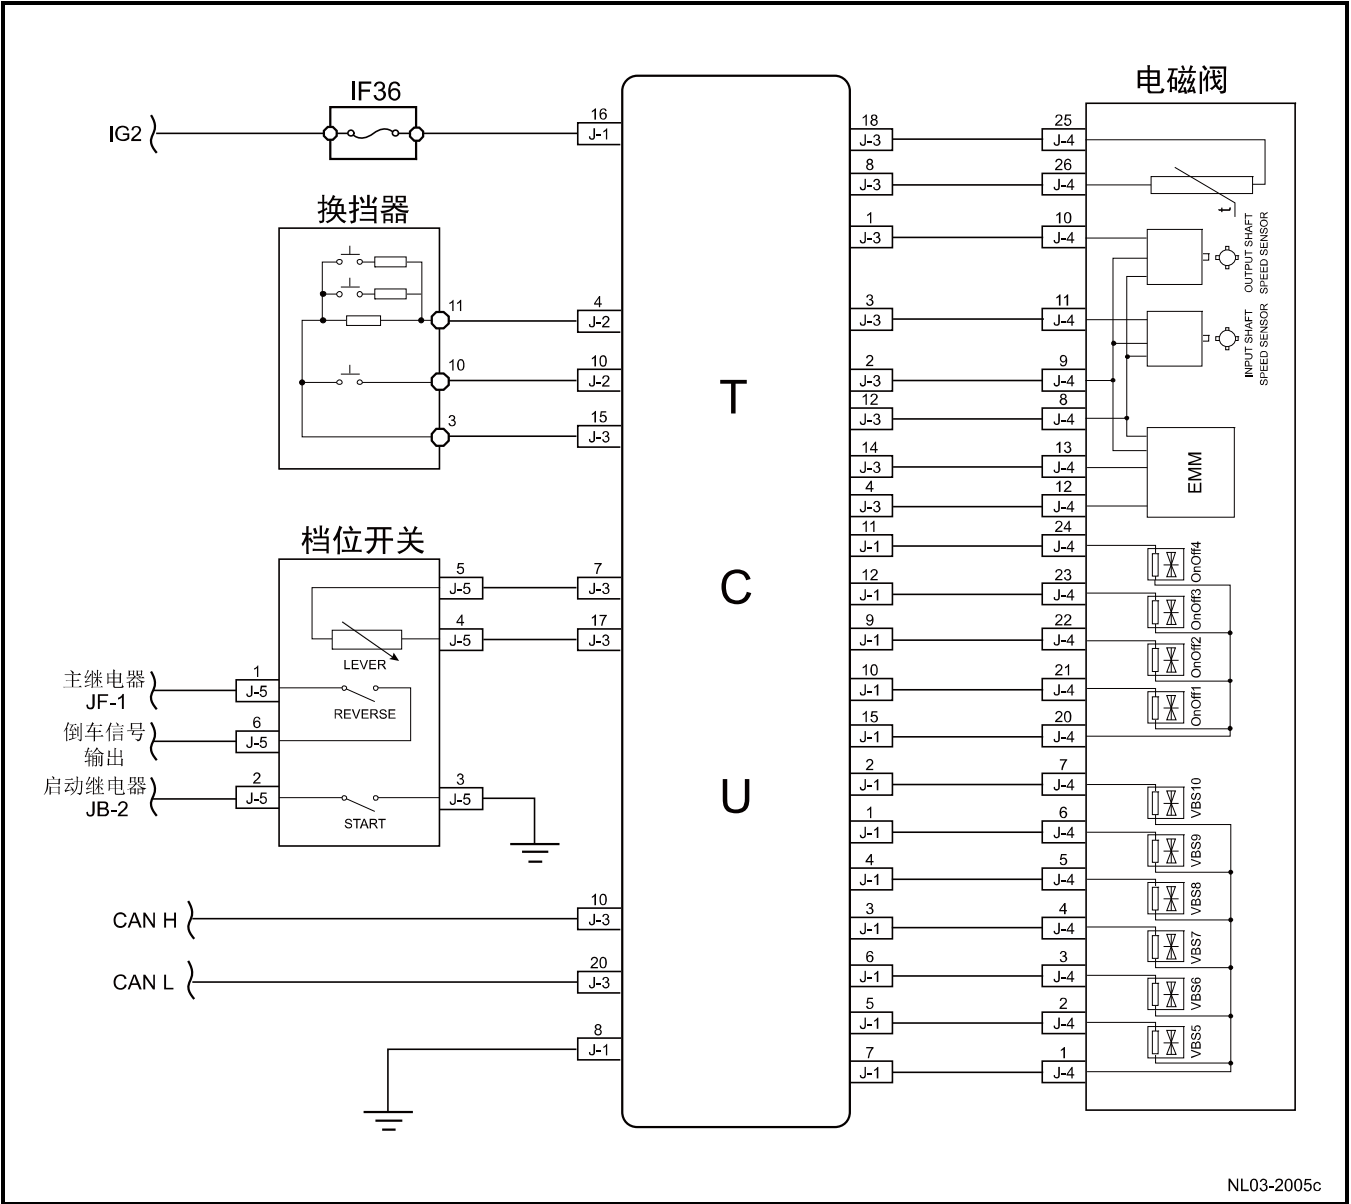 电磁阀
IF36
IG2
16
J-1
18
J-3
25
J-4
8
J-3
26
J-4
t
换挡器
1
J-3
10
J-4
OUTPUT SHAFT
SPEED SENSOR
11
4
J-2
3
J-3
11
J-4
INPUT SHAFT
SPEED SENSOR
10
10
J-2
2
J-3
9
J-4
3
15
J-3
12
J-3
8
J-4
T
C
U
14
J-3
13
J-4
EMM
4
J-3
12
J-4
档位开关
11
J-1
24
J-4
OnOff4
5
J-5
7
J-3
12
J-1
23
J-4
OnOff3
4
J-5
17
J-3
9
J-1
22
J-4
OnOff2
LEVER
主继电器
JF-1
1
J-5
REVERSE
10
J-1
21
J-4
OnOff1
倒车信号
输出
6
J-5
15
J-1
20
J-4
启动继电器
JB-2
2
J-5
START
3
J-5
2
J-1
7
J-4
VBS10
1
J-1
6
J-4
VBS9
4
J-1
5
J-4
VBS8
CAN H
10
J-3
3
J-1
4
J-4
VBS7
CAN L
20
J-3
6
J-1
3
J-4
VBS6
5
J-1
2
J-4
VBS5
8
J-1
7
J-1
1
J-4
NL03-2005c